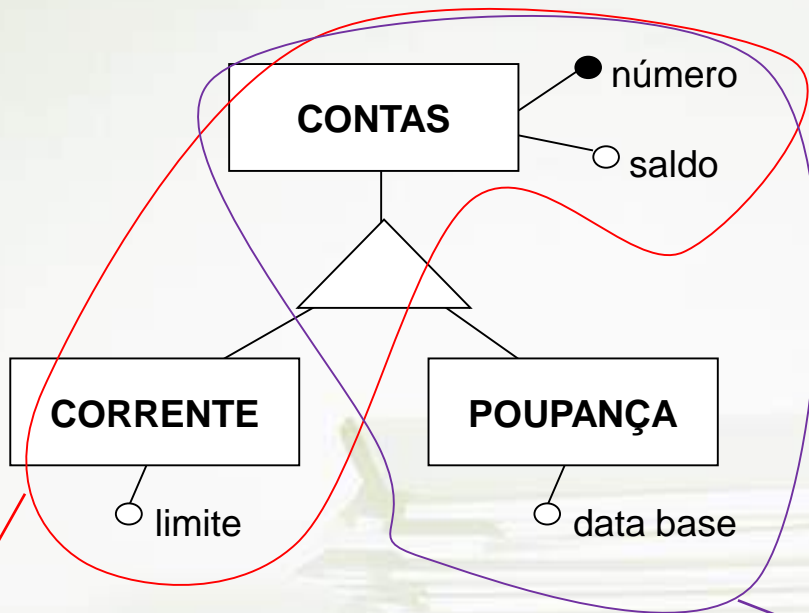 número
CONTAS
saldo
CORRENTE
POUPANÇA
limite
data base